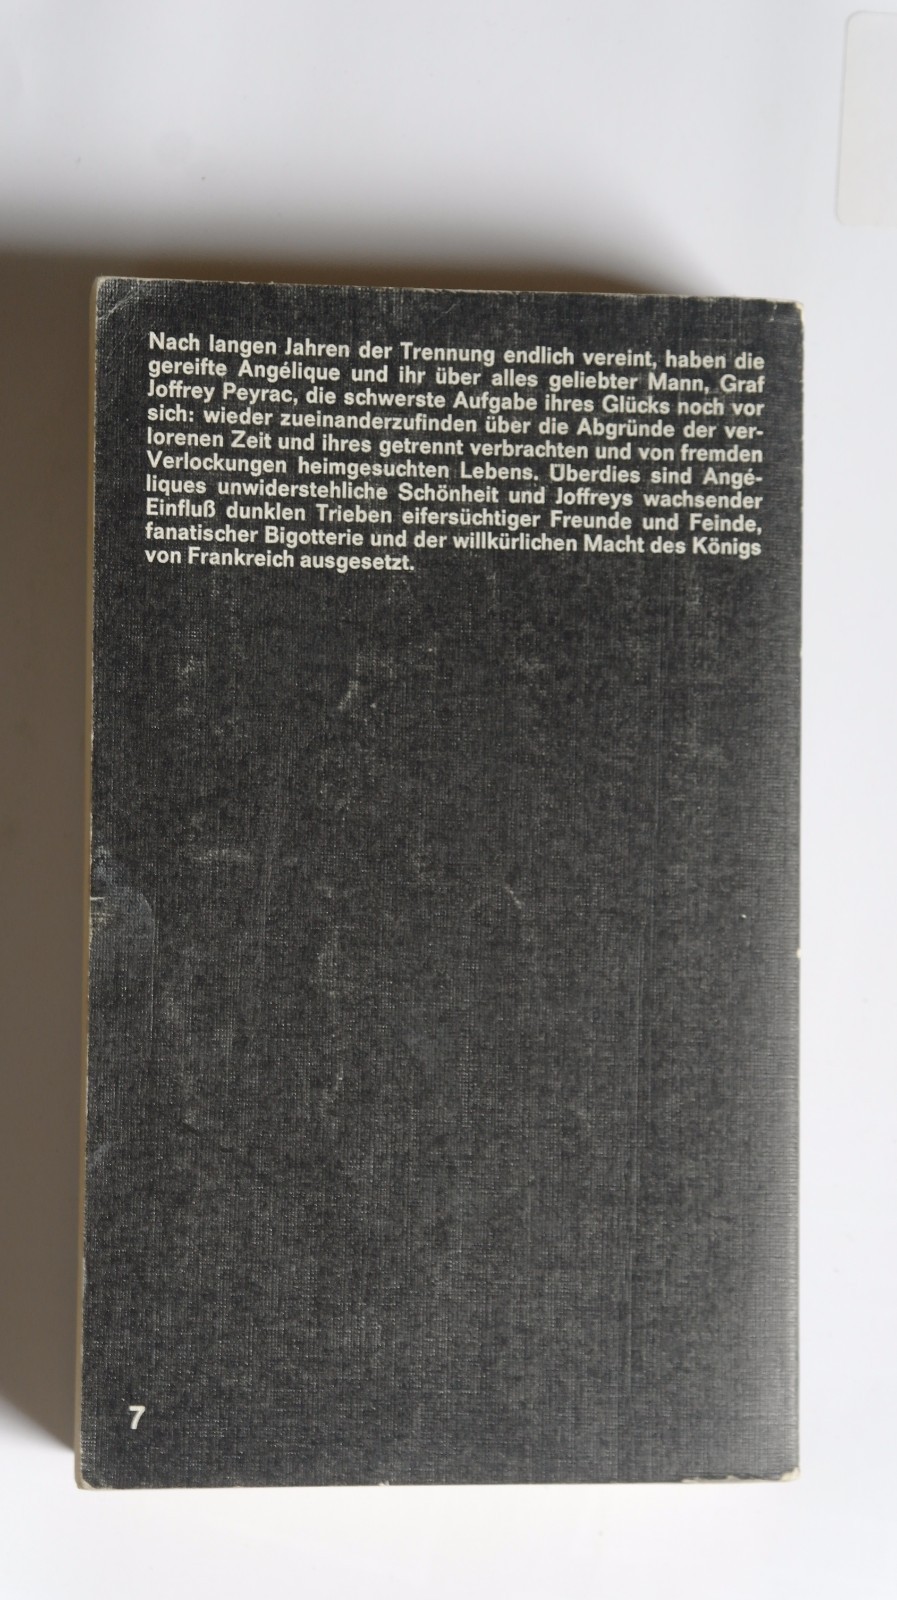 Nach langen Jahren der Trennung endlich vereint, haben die
gereifte Angélique und ihr über alles geliebter Mann, Graf
Joffrey Peyrac, die schwerste Aufgabe ihres Glücks noch vor
sich: wieder zueinanderzufinden über die Abgründe der ver-
lorenen Zeit und ihres getrennt verbrachten und von fremden
Verlockungen heimgesuchten Lebens. Überdies sind Angé-
liques unwiderstehliche Schönheit und Joffreys wachsender
Einfluß dunklen Trieben eifersüchtiger Freunde und Feinde,
fanatischer Bigotterie und der willkürlichen Macht des Königs
von Frankreich ausgesetzt.
7